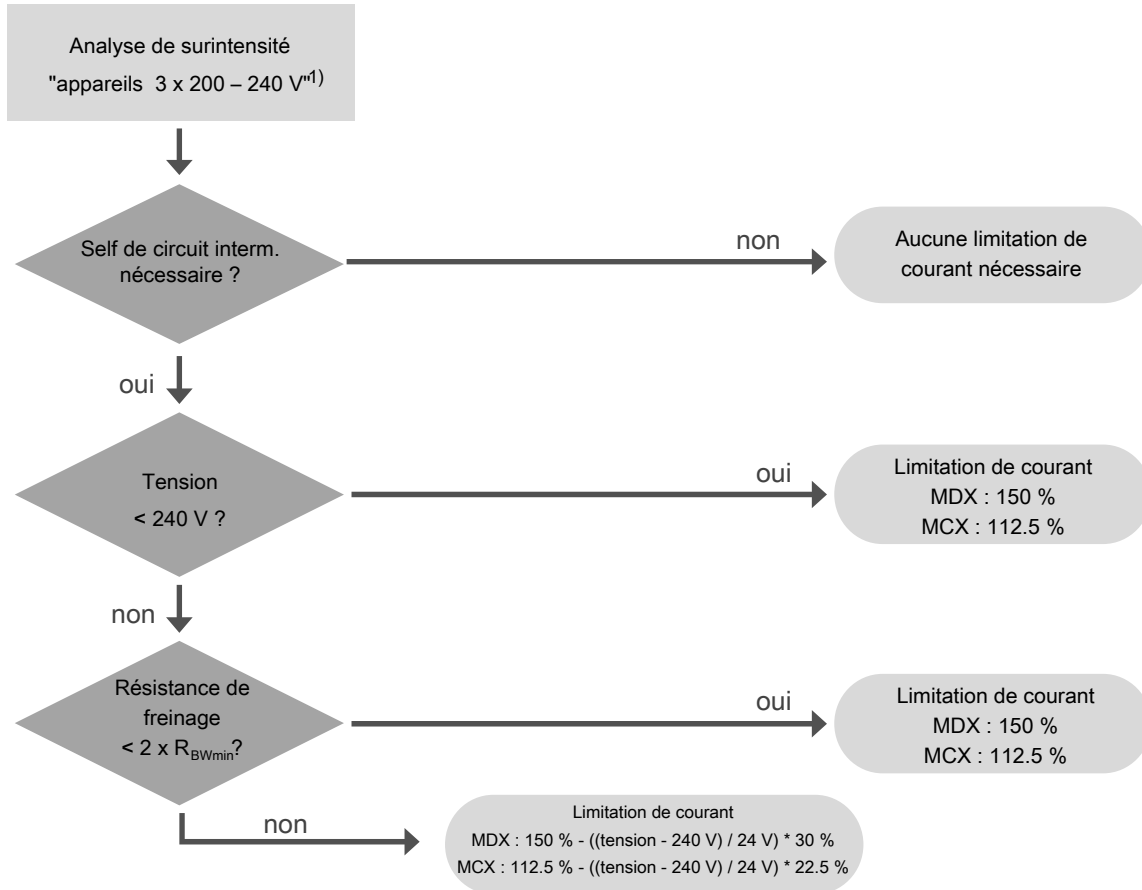 Analyse de surintensité
"appareils 3 x 200 – 240 V"1)
Self de circuit interm.
nécessaire ?
non
Aucune limitation de
courant nécessaire
oui
Tension
< 240 V ?
oui
Limitation de courant
MDX : 150 %
MCX : 112.5 %
non
Résistance de
freinage
< 2 x RBWmin?
oui
Limitation de courant
MDX : 150 %
MCX : 112.5 %
non
Limitation de courant
MDX : 150 % - ((tension - 240 V) / 24 V) * 30 %
MCX : 112.5 % - ((tension - 240 V) / 24 V) * 22.5 %